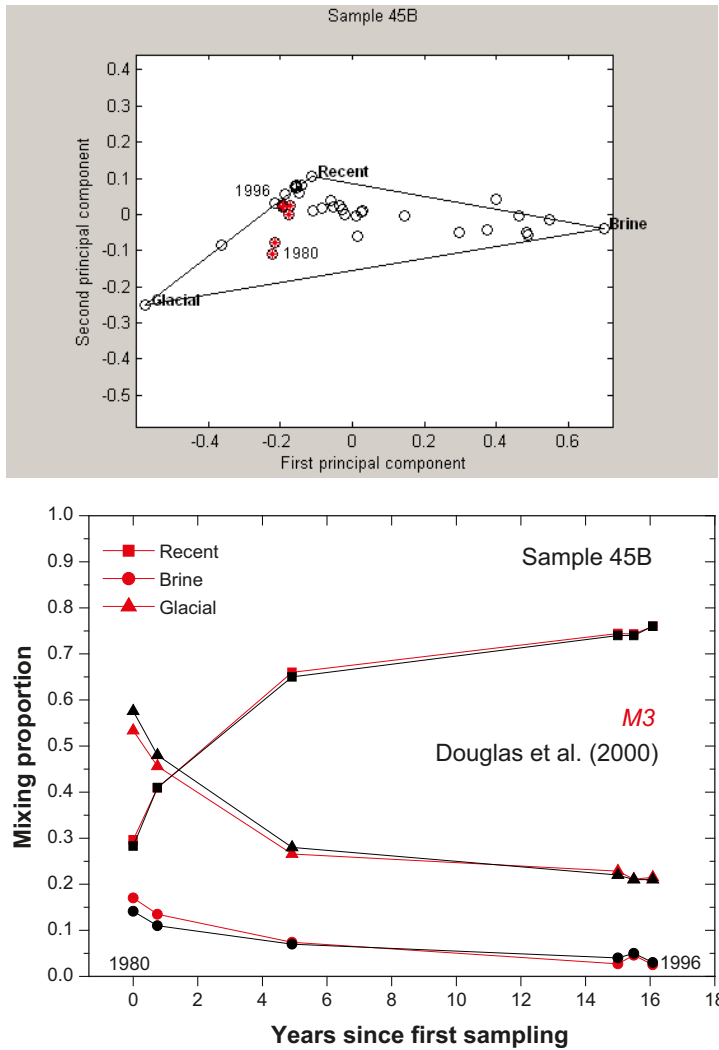 Sample 45B
Second principal component
0.4
0.3
0.2
0.1
0
-0.1
-0.2
-0.3
-0.4
-0.5
Recent
1996
Brine
1980
Glacial
-0.4 -0.2 0 0.2 0.4 0.6
First principal component
Mixing proportion
1.0
0.9
0.8
0.7
0.6
0.5
0.4
0.3
0.2
0.1
0.0
Recent
Brine
Glacial
Sample 45B
M3
Douglas et al. (2000)
1980
1996
0 2 4 6 8 10 12 14 16 18
Years since first sampling